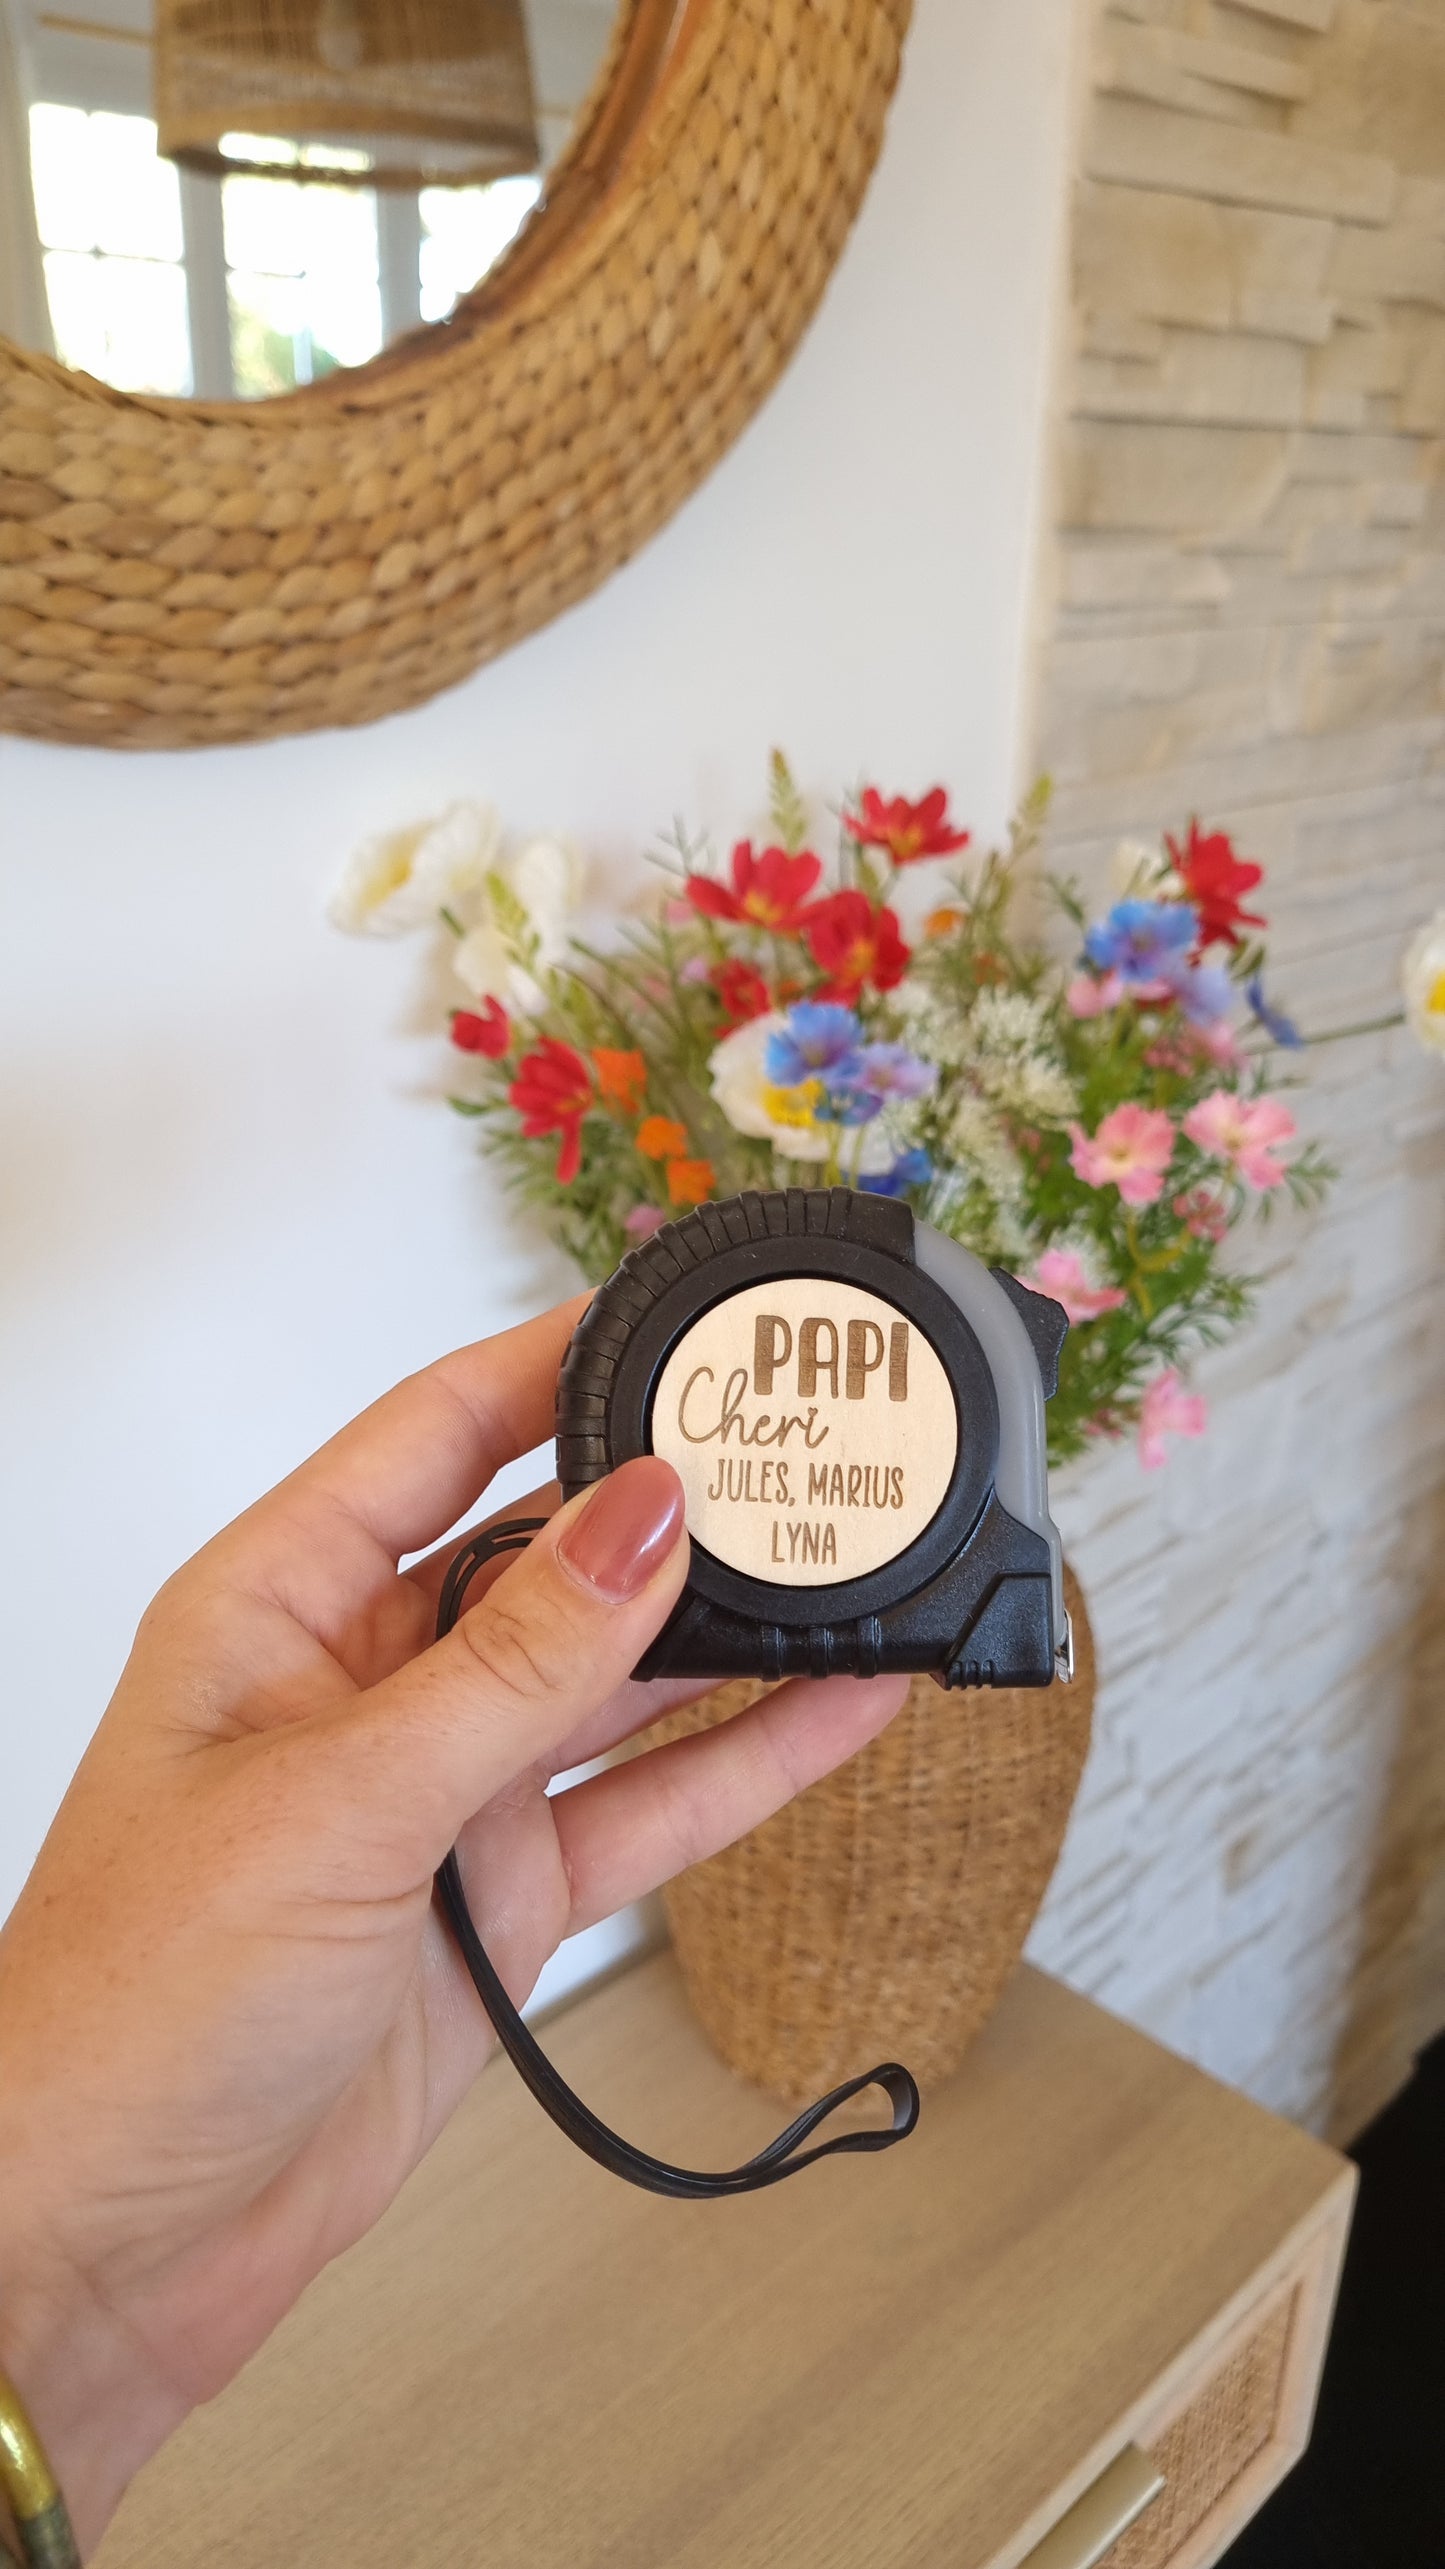 PAPI
Cheri
JULES, MARIUS
LYNA